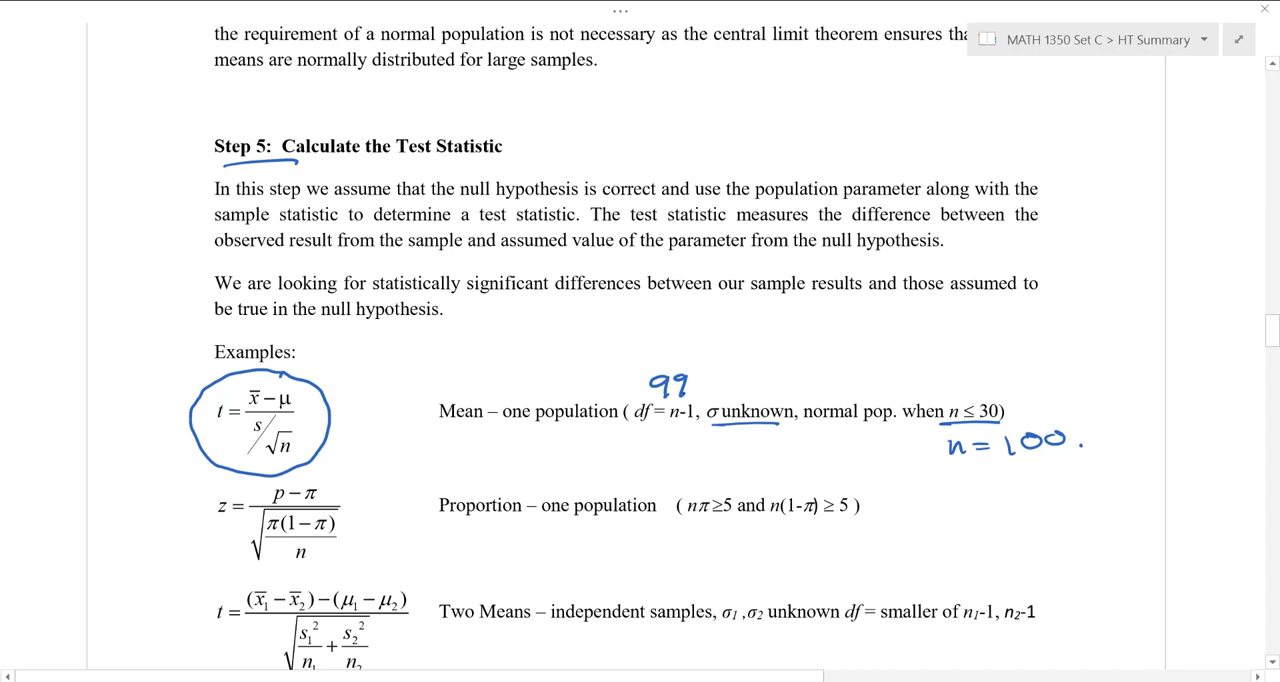 the requirement of a normal population is not necessary as the central limit theorem ensures tha
MATH 1350 Set C > HT Summary
means are normally distributed for large samples.
Step 5: Calculate the Test Statistic
In this step we assume that the null hypothesis is correct and use the population parameter along with the
sample statistic to determine a test statistic. The test statistic measures the difference between the
observed result from the sample and assumed value of the parameter from the null hypothesis.
We are looking for statistically significant differences between our sample results and those assumed to
be true in the null hypothesis.
Examples:
99
t = (x̄ − μ) / (s/√n)
Mean – one population ( df = n-1, σ unknown, normal pop. when n ≤ 30)
n = 100.
z = (p − π) / √(π(1 − π)/n)
Proportion – one population ( nπ ≥5 and n(1-π) ≥ 5 )
t = ((x̄₁ − x̄₂) − (μ₁ − μ₂)) / √(s₁²/n₁ + s₂²/n₂)
Two Means – independent samples, σ₁ ,σ₂ unknown df = smaller of n₁-1, n₂-1